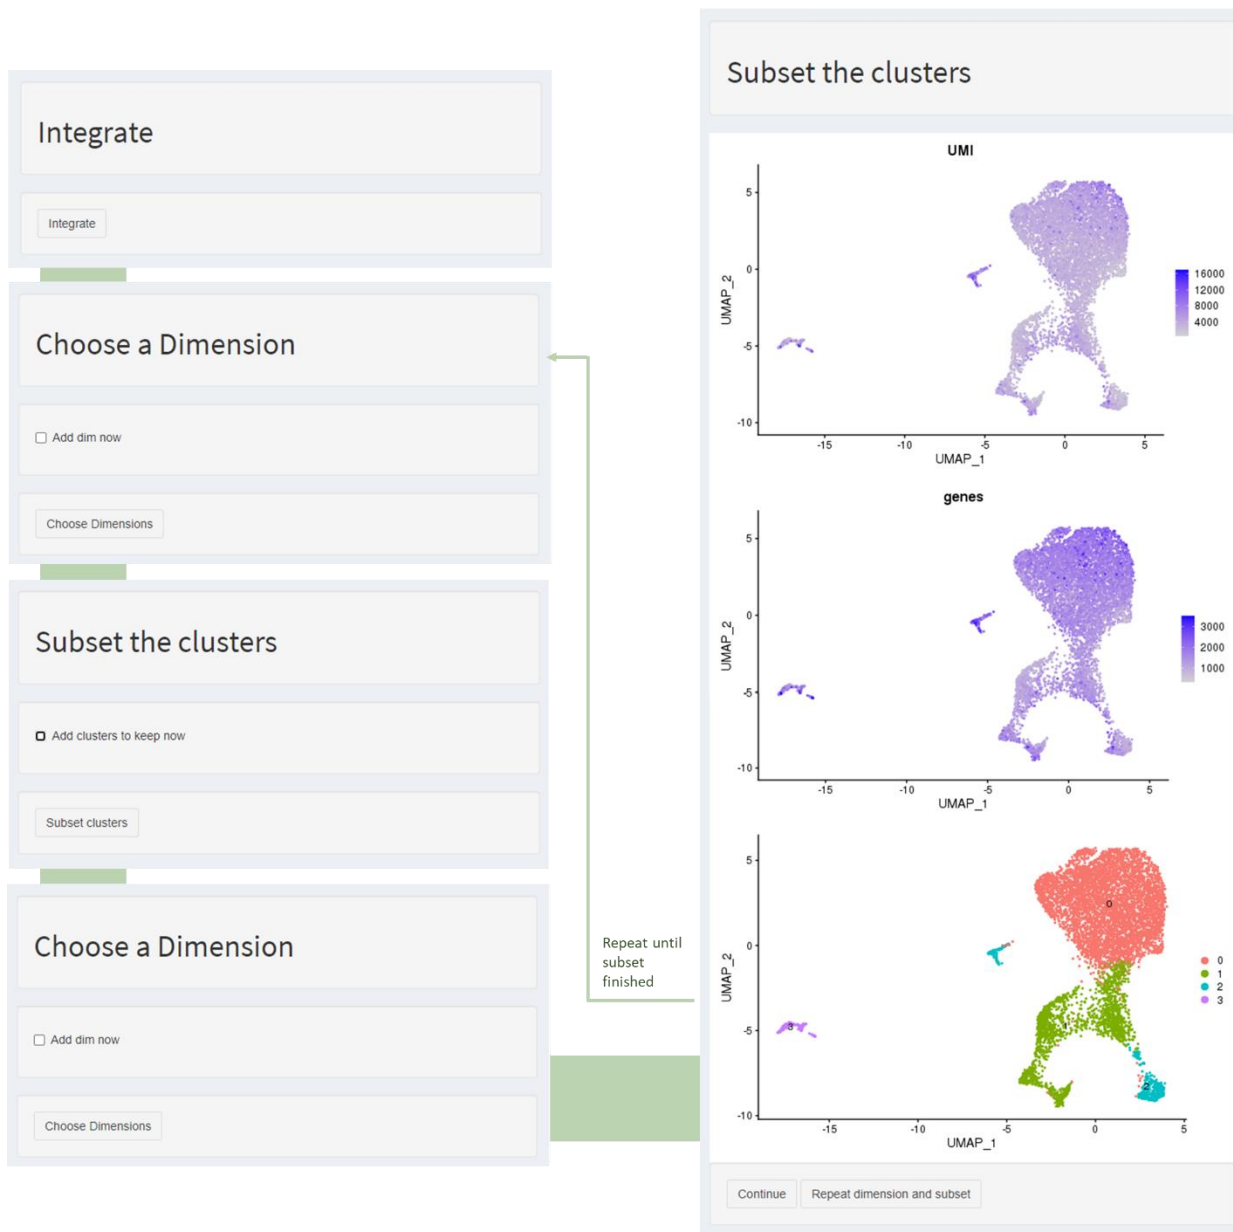 Integrate
Integrate
Choose a Dimension
Add dim now
Choose Dimensions
Subset the clusters
Add clusters to keep now
Subset clusters
Choose a Dimension
Add dim now
Choose Dimensions
Repeat until
subset
finished
Subset the clusters
UMI
5
0
-5
-10
UMAP_2
-15
-10
-5
0
5
UMAP_1
16000
12000
8000
4000
genes
5
0
-5
-10
UMAP_2
-15
-10
-5
0
5
UMAP_1
3000
2000
1000
5
0
-5
-10
UMAP_2
0
1
2
3
-15
-10
-5
0
5
UMAP_1
0
1
2
3
Continue
Repeat dimension and subset